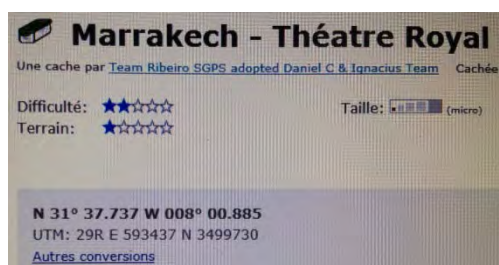 Marrakech - Théatre Royal
Une cache par Team Ribeiro SGPS adopted Daniel C & Ignacius Team Cachée
Difficulté: Taille: (micro)
Terrain:
N 31° 37.737 W 008° 00.885
UTM: 29R E 593437 N 3499730
Autres conversions